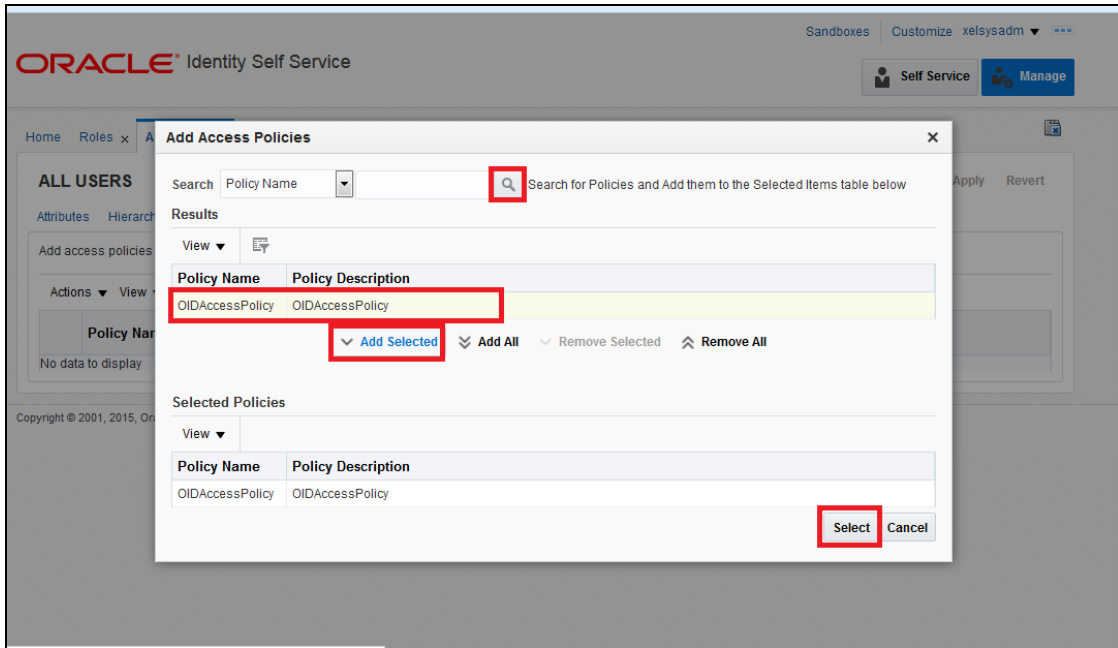 Sandboxes Customize xelsysadm
ORACLE Identity Self Service
Self Service Manage
Home Roles x A
Add Access Policies
ALL USERS
Apply Revert
Search Policy Name Search for Policies and Add them to the Selected Items table below
Attributes Hierarch
Results
Add access policies
View
Actions View
Policy Name Policy Description
OIDAccessPolicy OIDAccessPolicy
Policy Nar
Add Selected Add All Remove Selected Remove All
No data to display
Selected Policies
Copyright © 2001, 2015, Ora
View
Policy Name Policy Description
OIDAccessPolicy OIDAccessPolicy
Select Cancel